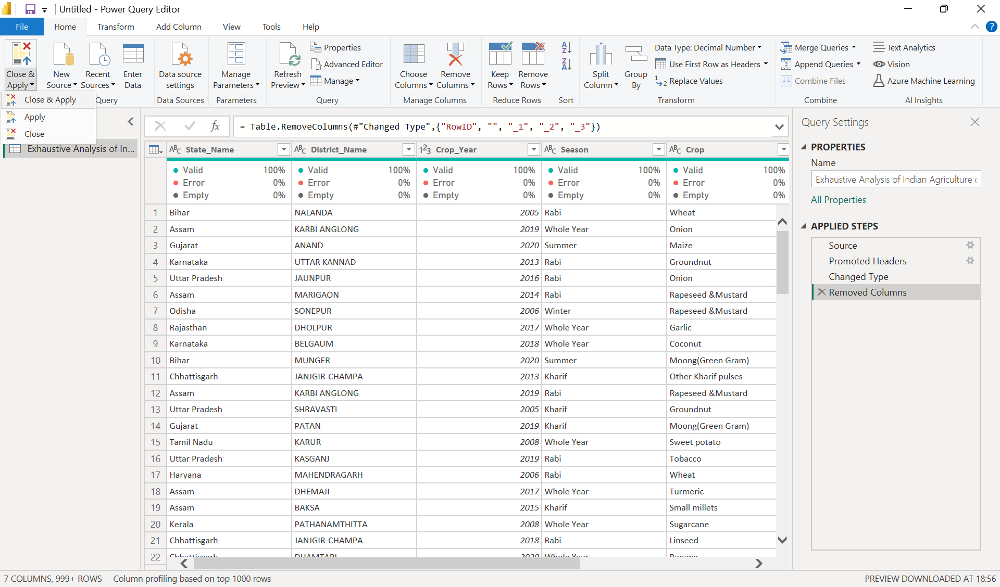 Untitled - Power Query Editor
File Home Transform Add Column View Tools Help
Close & Apply
New Source
Recent Sources
Enter Data
Data source settings
Manage Parameters
Refresh Preview
Properties
Advanced Editor
Manage
Choose Columns
Remove Columns
Keep Rows
Remove Rows
Split Column
Group By
Data Type: Decimal Number
Use First Row as Headers
Replace Values
Merge Queries
Append Queries
Combine Files
Text Analytics
Vision
Azure Machine Learning
Query Data Sources Parameters Query Manage Columns Reduce Rows Sort Transform Combine AI Insights
Close & Apply
Apply
Close
Exhaustive Analysis of In...
fx = Table.RemoveColumns(#"Changed Type",{"RowID", "", "_1", "_2", "_3"})
ABC State_Name ABC District_Name 123 Crop_Year ABC Season ABC Crop
Valid 100% Valid 100% Valid 100% Valid 100% Valid 100%
Error 0% Error 0% Error 0% Error 0% Error 0%
Empty 0% Empty 0% Empty 0% Empty 0% Empty 0%
1 Bihar NALANDA 2005 Rabi Wheat
2 Assam KARBI ANGLONG 2019 Whole Year Onion
3 Gujarat ANAND 2020 Summer Maize
4 Karnataka UTTAR KANNAD 2013 Rabi Groundnut
5 Uttar Pradesh JAUNPUR 2016 Rabi Onion
6 Assam MARIGAON 2014 Rabi Rapeseed &Mustard
7 Odisha SONEPUR 2006 Winter Rapeseed &Mustard
8 Rajasthan DHOLPUR 2017 Whole Year Garlic
9 Karnataka BELGAUM 2018 Whole Year Coconut
10 Bihar MUNGER 2020 Summer Moong(Green Gram)
11 Chhattisgarh JANJGIR-CHAMPA 2013 Kharif Other Kharif pulses
12 Assam KARBI ANGLONG 2019 Rabi Rapeseed &Mustard
13 Uttar Pradesh SHRAVASTI 2005 Kharif Groundnut
14 Gujarat PATAN 2019 Kharif Moong(Green Gram)
15 Tamil Nadu KARUR 2008 Whole Year Sweet potato
16 Uttar Pradesh KASGANJ 2019 Rabi Tobacco
17 Haryana MAHENDRAGARH 2006 Rabi Wheat
18 Assam DHEMAJI 2017 Whole Year Turmeric
19 Assam BAKSA 2015 Kharif Small millets
20 Kerala PATHANAMTHITTA 2008 Whole Year Sugarcane
21 Chhattisgarh JANJGIR-CHAMPA 2018 Rabi Linseed
22 Chhattisgarh DHAMTARI 2020 Whole Year Banana
Query Settings
PROPERTIES
Name
Exhaustive Analysis of Indian Agriculture
All Properties
APPLIED STEPS
Source
Promoted Headers
Changed Type
Removed Columns
7 COLUMNS, 999+ ROWS Column profiling based on top 1000 rows
PREVIEW DOWNLOADED AT 18:56